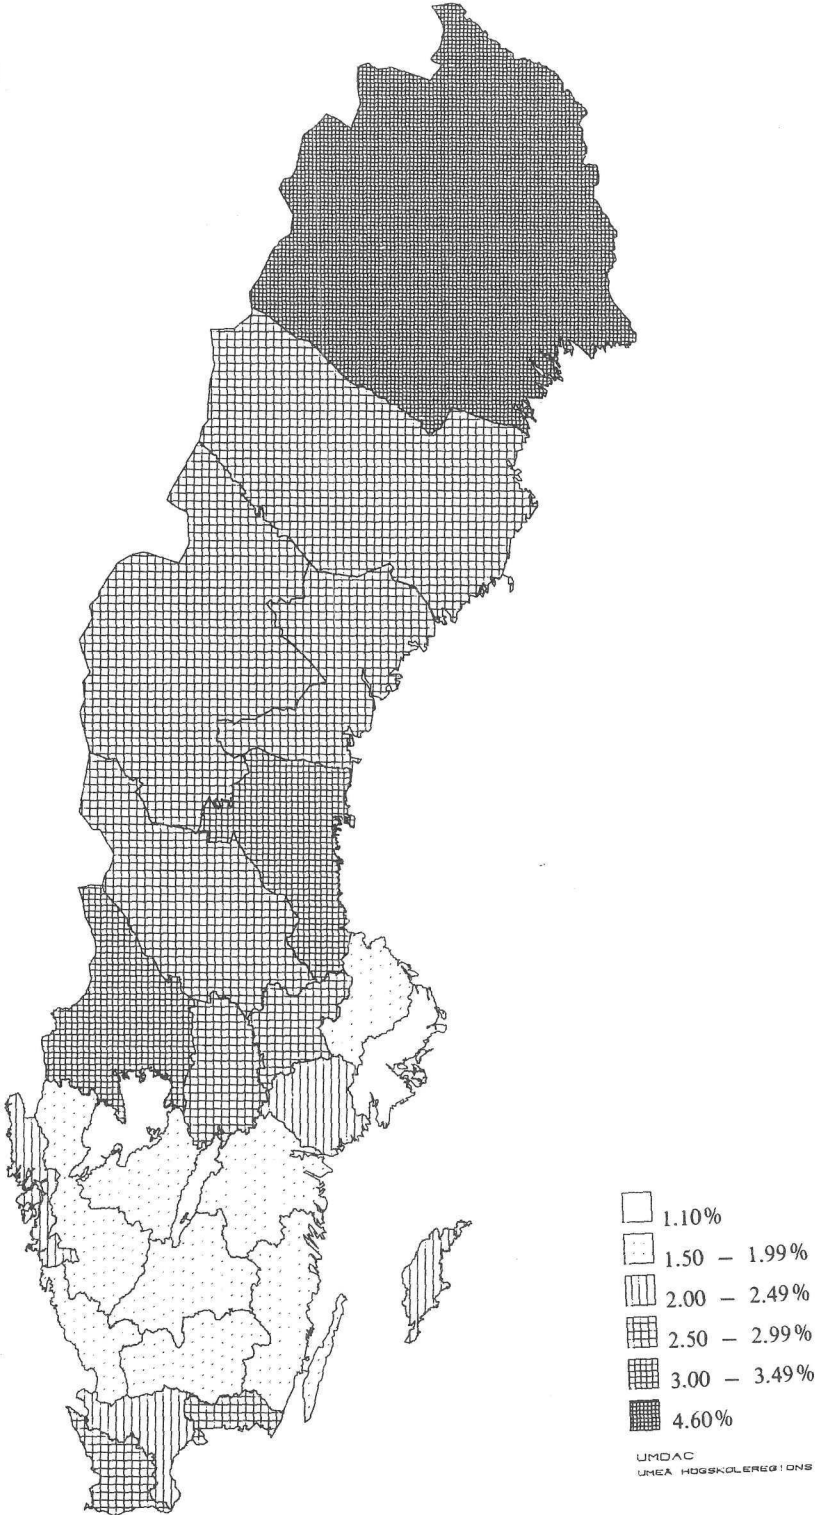 1.10%
1.50 – 1.99%
2.00 – 2.49%
2.50 – 2.99%
3.00 – 3.49%
4.60%
UMDAC
UMEÅ HÖGSKOLEREGIONS